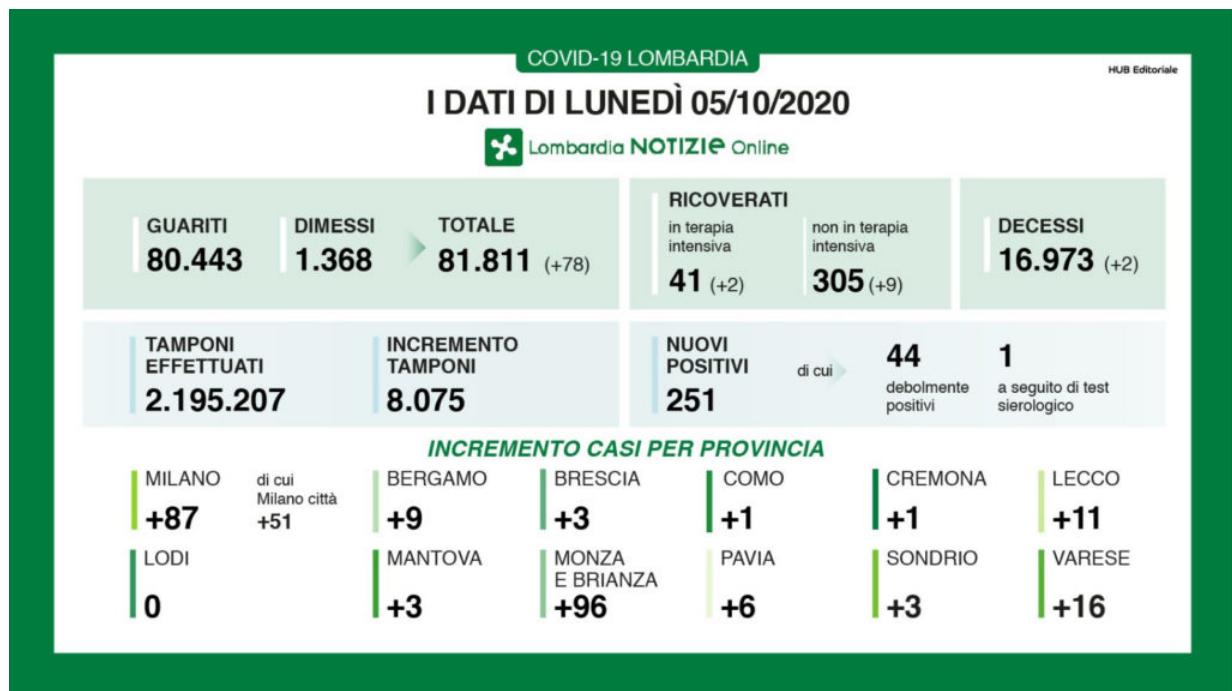 COVID-19 LOMBARDIA
HUB Editoriale
I DATI DI LUNEDÌ 05/10/2020
Lombardia NOTIZIE Online
GUARITI
80.443
DIMESSI
1.368
TOTALE
81.811 (+78)
RICOVERATI
in terapia
intensiva
41 (+2)
non in terapia
intensiva
305 (+9)
DECESSI
16.973 (+2)
TAMPONI
EFFETTUATI
2.195.207
INCREMENTO
TAMPONI
8.075
NUOVI
POSITIVI
251
di cui
44
debolmente
positivi
1
a seguito di test
sierologico
INCREMENTO CASI PER PROVINCIA
MILANO
+87
di cui
Milano città
+51
BERGAMO
+9
BRESCIA
+3
COMO
+1
CREMONA
+1
LECCO
+11
LODI
0
MANTOVA
+3
MONZA
E BRIANZA
+96
PAVIA
+6
SONDRIO
+3
VARESE
+16